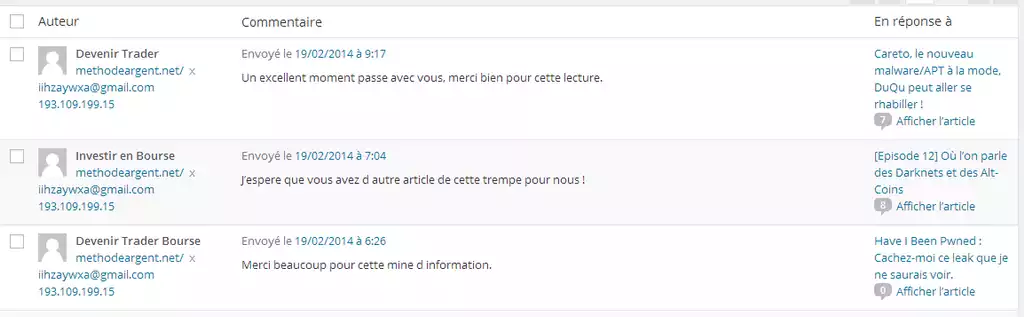 Auteur Commentaire En réponse à
Devenir Trader
methodeargent.net/ x
iihzaywxa@gmail.com
193.109.199.15
Envoyé le 19/02/2014 à 9:17
Un excellent moment passe avec vous, merci bien pour cette lecture.
Careto, le nouveau
malware/APT à la mode,
DuQu peut aller se
rhabiller !
7 Afficher l’article
Investir en Bourse
methodeargent.net/ x
iihzaywxa@gmail.com
193.109.199.15
Envoyé le 19/02/2014 à 7:04
J’espere que vous avez d autre article de cette trempe pour nous !
[Episode 12] Où l’on parle
des Darknets et des Alt-
Coins
8 Afficher l’article
Devenir Trader Bourse
methodeargent.net/ x
iihzaywxa@gmail.com
193.109.199.15
Envoyé le 19/02/2014 à 6:26
Merci beaucoup pour cette mine d information.
Have I Been Pwned :
Cachez-moi ce leak que je
ne saurais voir.
0 Afficher l’article